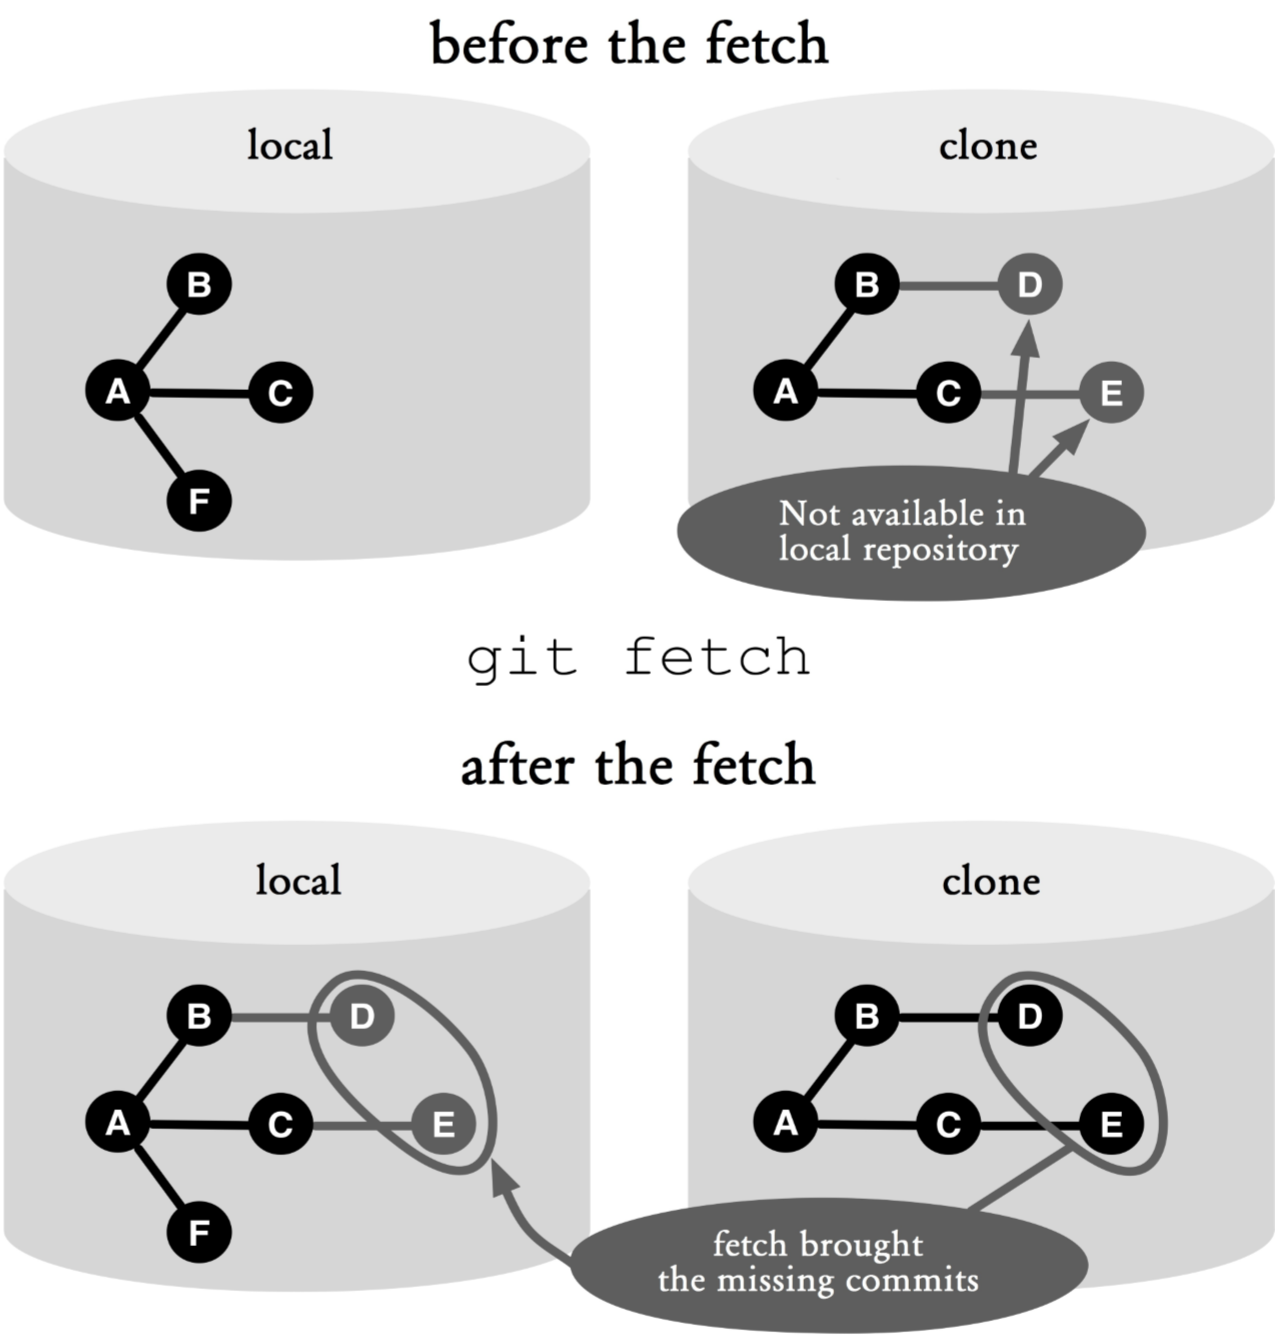 before the fetch
local
clone
B
B
D
A
C
A
C
E
F
Not available in
local repository
git fetch
after the fetch
local
clone
B
D
B
D
A
C
E
A
C
E
F
fetch brought
the missing commits